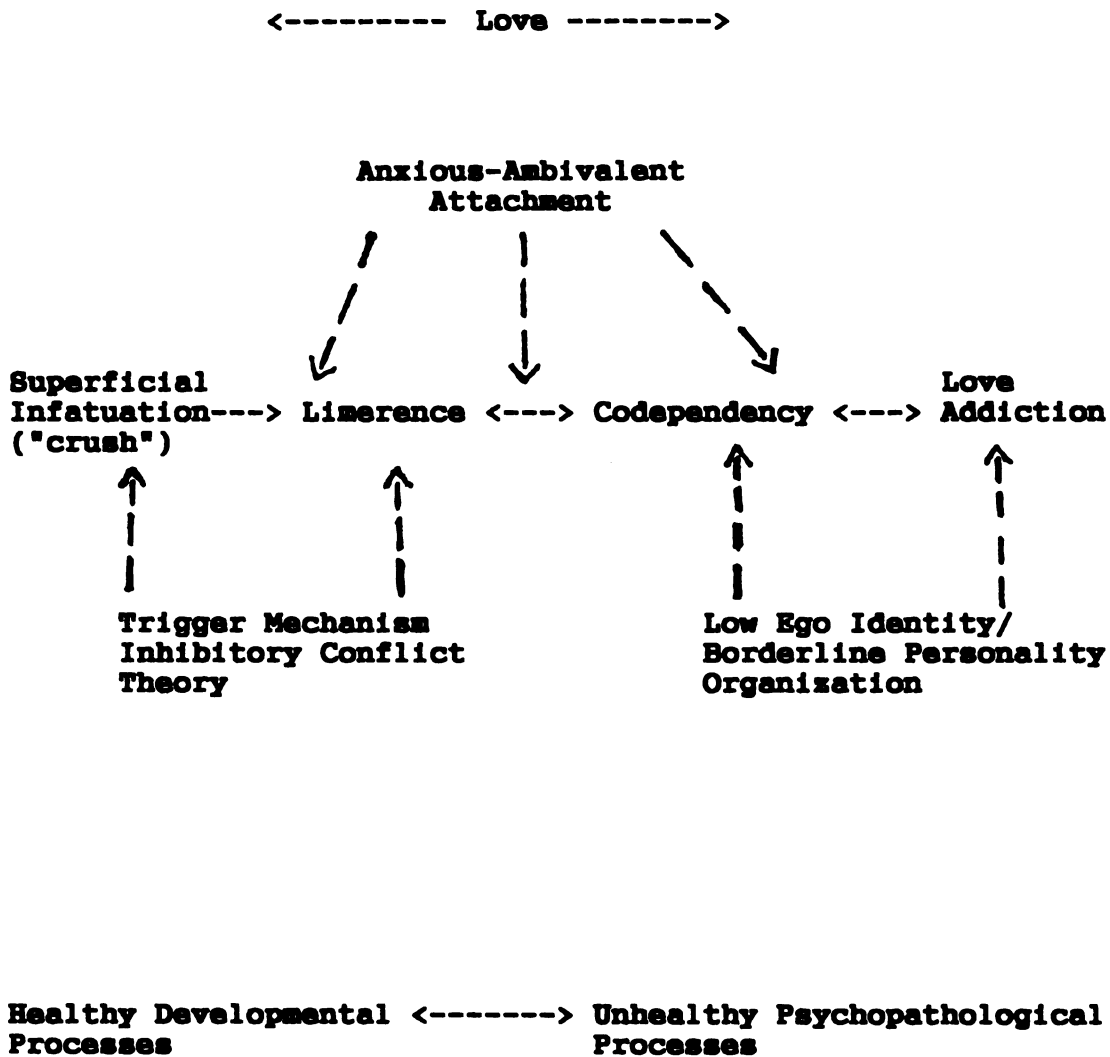 <--------- Love -------->
Anxious-Ambivalent
Attachment
Superficial
Infatuation---> Limerence <---> Codependency <---> Love Addiction
("crush")
Trigger Mechanism
Inhibitory Conflict
Theory
Low Ego Identity/
Borderline Personality
Organization
Healthy Developmental <-------> Unhealthy Psychopathological
Processes Processes